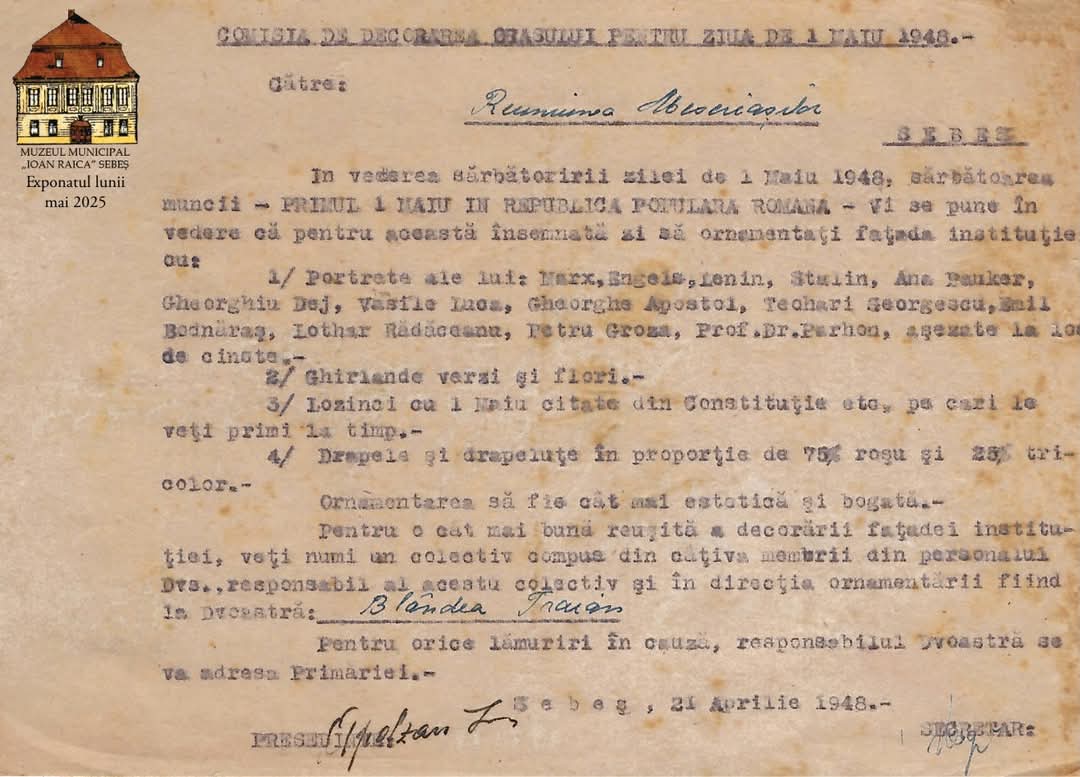 COMISIA DE DECORAREA ORASULUI PENTRU ZIUA DE 1 MAIU 1948.-
Către:
Reuniunea Meseriaşilor
SEBEŞ
MUZEUL MUNICIPAL
„IOAN RAICA” SEBEŞ
Exponatul lunii
mai 2025
In vederea sărbătoririi zilei de 1 Maiu 1948, sărbătoarea
muncii - PRIMUL 1 MAIU IN REPUBLICA POPULARA ROMANA - Vi se pune în
vedere că pentru această însemnată zi să ornamentaţi faţada instituţie
cu:
1/ Portrete ale lui: Marx,Engels,Lenin, Stalin, Ana Pauker,
Gheorghiu Dej, Vasile Luca, Gheorghe Apostol, Teohari Georgescu,Emil
Bodnăraş, Lothar Rădăceanu, Petru Groza, Prof.Dr.Parhon, aşezate la loc
de cinste.-
2/ Ghirlande verzi şi flori.-
3/ Lozinci cu 1 Maiu citate din Constituţie etc, pe cari le
veţi primi la timp.-
4/ Drapele şi drapeluţe în proporţie de 75% roşu şi 25% tri-
color.-
Ornamentarea să fie cât mai estetică şi bogată.-
Pentru o cât mai bună reuşită a decorării faţadei institu-
ţiei, veţi numi un colectiv compus din câţiva membrii din personalul
Dvs.,responsabil al acestu colectiv şi în direcţia ornamentării fiind
la Dvoastră: Blândea Traian
Pentru orice lămuriri în cauză, responsabilul Dvoastră se
va adresa Primariei.-
Sebeş, 21 Aprilie 1948.-
SECRETAR: